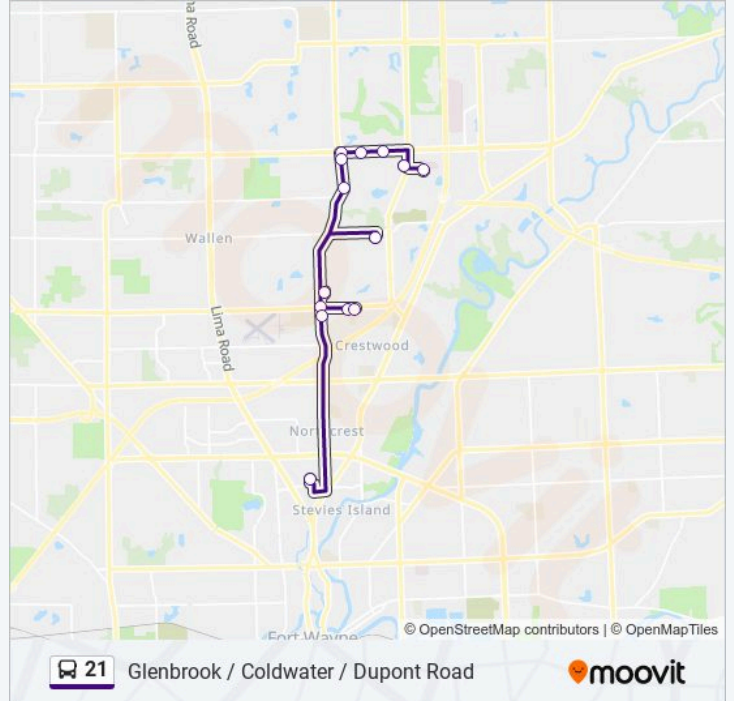 ma Road
Wallen
Lima Road
Crestwood
Northcrest
Stevies Island
© OpenStreetMap contributors | © OpenMapTiles
Fort Wayne
21 Glenbrook / Coldwater / Dupont Road
moovit